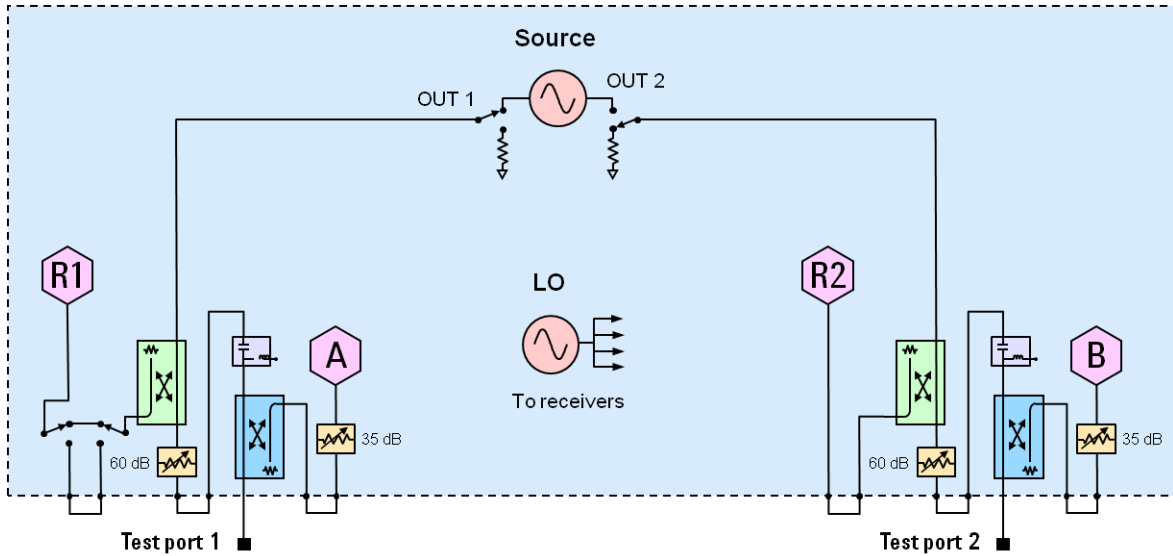 Source
OUT 1
OUT 2
R1
R2
LO
A
B
To receivers
60 dB
35 dB
60 dB
35 dB
Test port 1
Test port 2